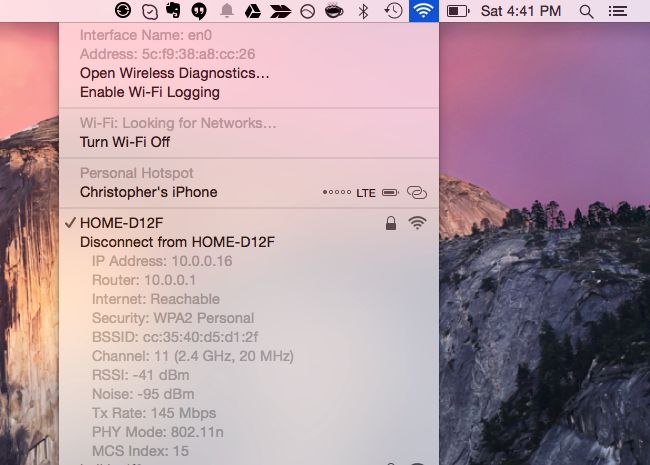 Sat 4:41 PM
Interface Name: en0
Address: 5c:f9:38:a8:cc:26
Open Wireless Diagnostics...
Enable Wi-Fi Logging
Wi-Fi: Looking for Networks...
Turn Wi-Fi Off
Personal Hotspot
Christopher's iPhone LTE
HOME-D12F
Disconnect from HOME-D12F
IP Address: 10.0.0.16
Router: 10.0.0.1
Internet: Reachable
Security: WPA2 Personal
BSSID: cc:35:40:d5:d1:2f
Channel: 11 (2.4 GHz, 20 MHz)
RSSI: -41 dBm
Noise: -95 dBm
Tx Rate: 145 Mbps
PHY Mode: 802.11n
MCS Index: 15